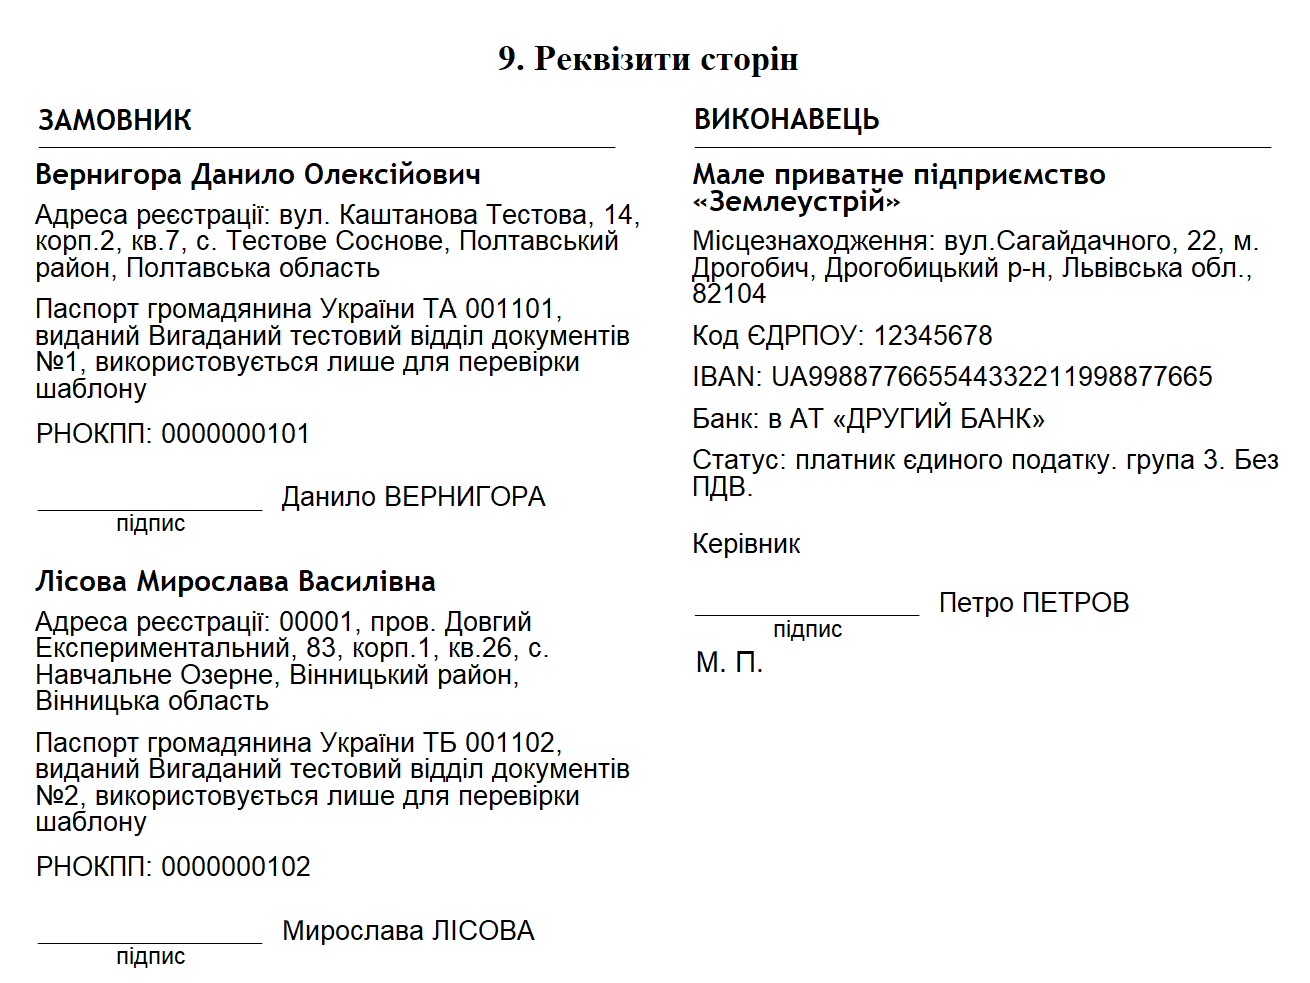 9. Реквізити сторін
ЗАМОВНИК
Вернигора Данило Олексійович
Адреса реєстрації: вул. Каштанова Тестова, 14,
корп.2, кв.7, с. Тестове Соснове, Полтавський
район, Полтавська область
Паспорт громадянина України ТА 001101,
виданий Вигаданий тестовий відділ документів
№1, використовується лише для перевірки
шаблону
РНОКПП: 0000000101
Данило ВЕРНИГОРА
підпис
Лісова Мирослава Василівна
Адреса реєстрації: 00001, пров. Довгий
Експериментальний, 83, корп.1, кв.26, с.
Навчальне Озерне, Вінницький район,
Вінницька область
Паспорт громадянина України ТБ 001102,
виданий Вигаданий тестовий відділ документів
№2, використовується лише для перевірки
шаблону
РНОКПП: 0000000102
Мирослава ЛІСОВА
підпис
ВИКОНАВЕЦЬ
Мале приватне підприємство
«Землеустрій»
Місцезнаходження: вул.Сагайдачного, 22, м.
Дрогобич, Дрогобицький р-н, Львівська обл.,
82104
Код ЄДРПОУ: 12345678
IBAN: UA998877665544332211998877665
Банк: в АТ «ДРУГИЙ БАНК»
Статус: платник єдиного податку. група 3. Без
ПДВ.
Керівник
Петро ПЕТРОВ
підпис
М. П.